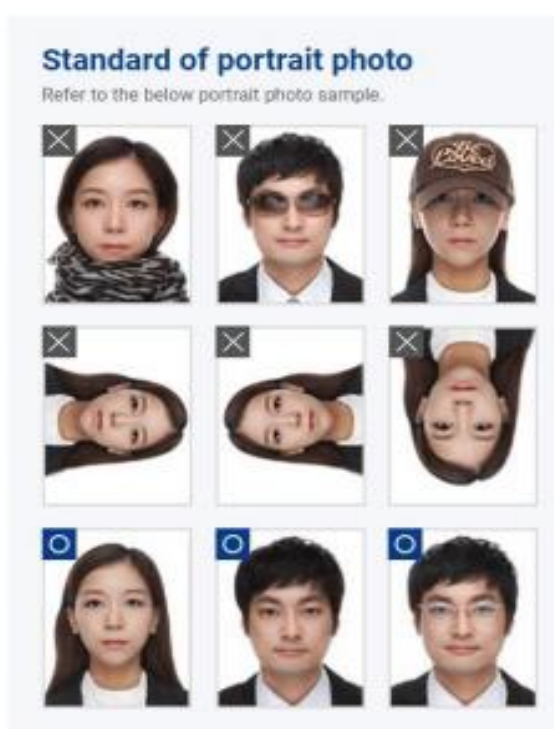 Standard of portrait photo
Refer to the below portrait photo sample.